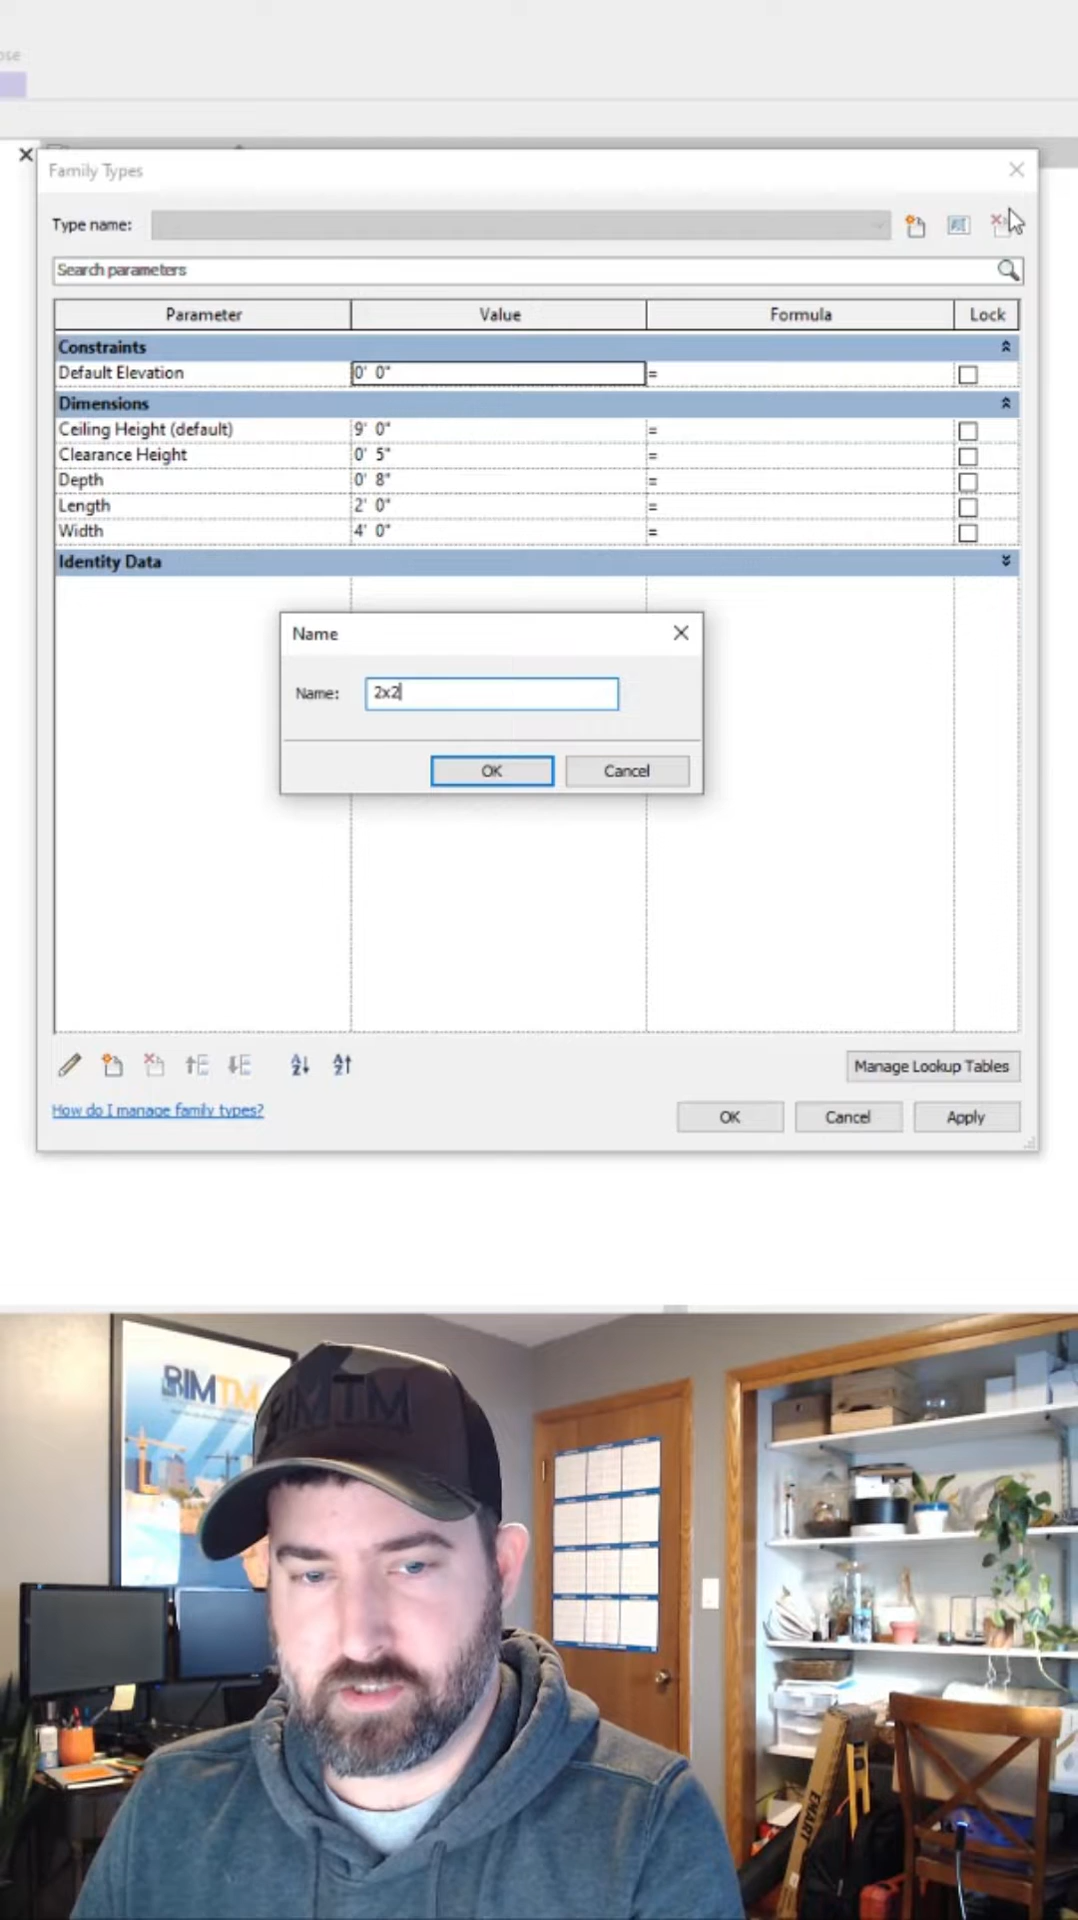 ose
Family Types
Type name:
Search parameters
Parameter Value Formula Lock
Constraints
Default Elevation 0' 0" =
Dimensions
Ceiling Height (default) 9' 0" =
Clearance Height 0' 5" =
Depth 0' 8" =
Length 2' 0" =
Width 4' 0" =
Identity Data
Name
Name: 2x2
OK Cancel
Manage Lookup Tables
How do I manage family types?
OK Cancel Apply
BIMTM
BIMTM